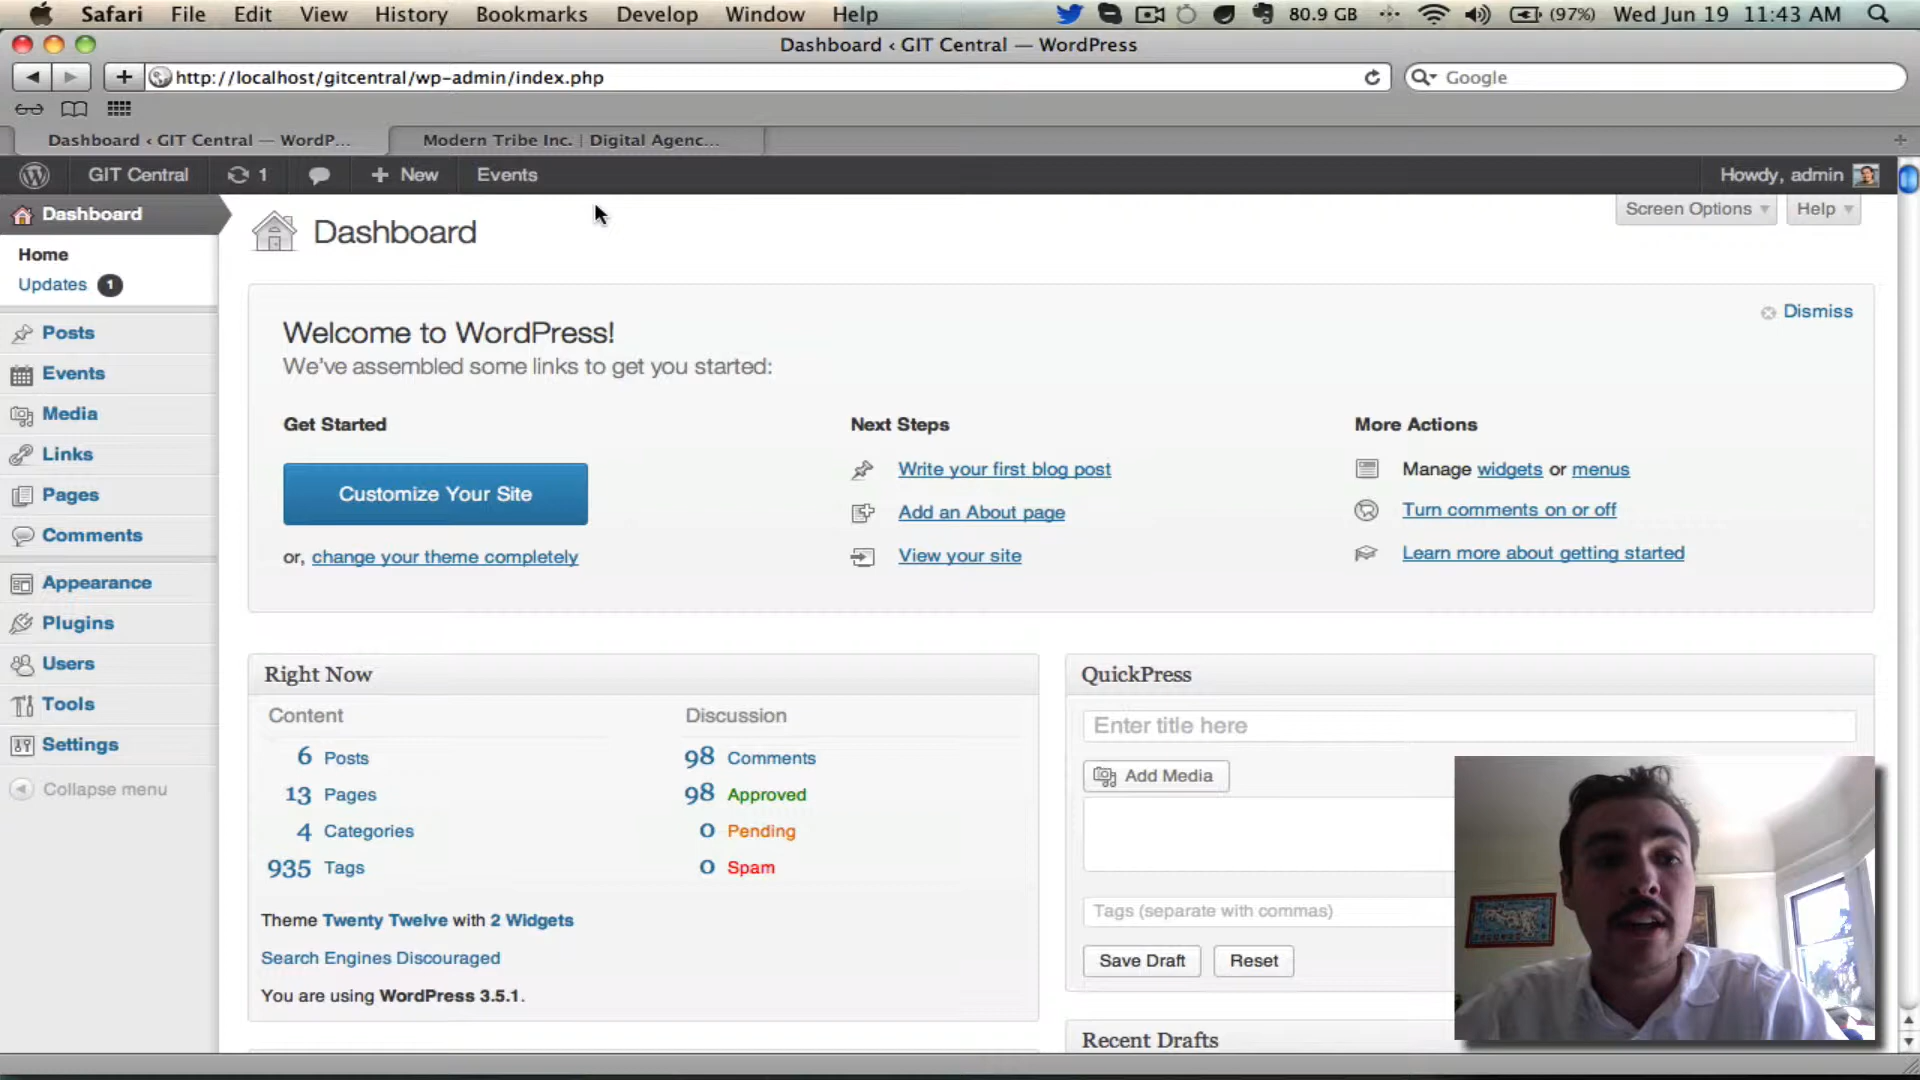 Safari File Edit View History Bookmarks Develop Window Help 80.9 GB (97%) Wed Jun 19 11:43 AM
Dashboard ‹ GIT Central — WordPress
http://localhost/gitcentral/wp-admin/index.php Google
Dashboard ‹ GIT Central — WordP... Modern Tribe Inc. | Digital Agenc...
GIT Central 1 + New Events Howdy, admin
Dashboard
Home
Updates 1
Posts
Events
Media
Links
Pages
Comments
Appearance
Plugins
Users
Tools
Settings
Collapse menu
Screen Options Help
Dashboard
Dismiss
Welcome to WordPress!
We've assembled some links to get you started:
Get Started
Customize Your Site
or, change your theme completely
Next Steps
Write your first blog post
Add an About page
View your site
More Actions
Manage widgets or menus
Turn comments on or off
Learn more about getting started
Right Now
Content Discussion
6 Posts 98 Comments
13 Pages 98 Approved
4 Categories 0 Pending
935 Tags 0 Spam
Theme Twenty Twelve with 2 Widgets
Search Engines Discouraged
You are using WordPress 3.5.1.
QuickPress
Enter title here
Add Media
Tags (separate with commas)
Save Draft Reset
Recent Drafts